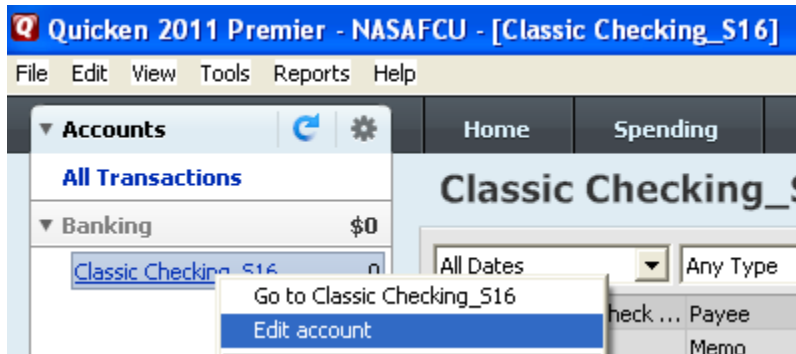 Quicken 2011 Premier - NASAFCU - [Classic Checking_S16]
File Edit View Tools Reports Help
Accounts
Home Spending
All Transactions
Classic Checking_
Banking $0
All Dates Any Type
Classic Checking_S16 0
Go to Classic Checking_S16
heck ... Payee
Edit account
Memo